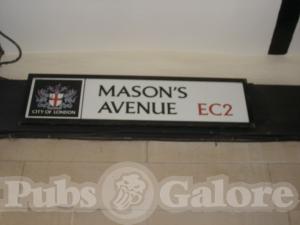 MASON'S
AVENUE EC2
CITY OF LONDON
Pubs Galore